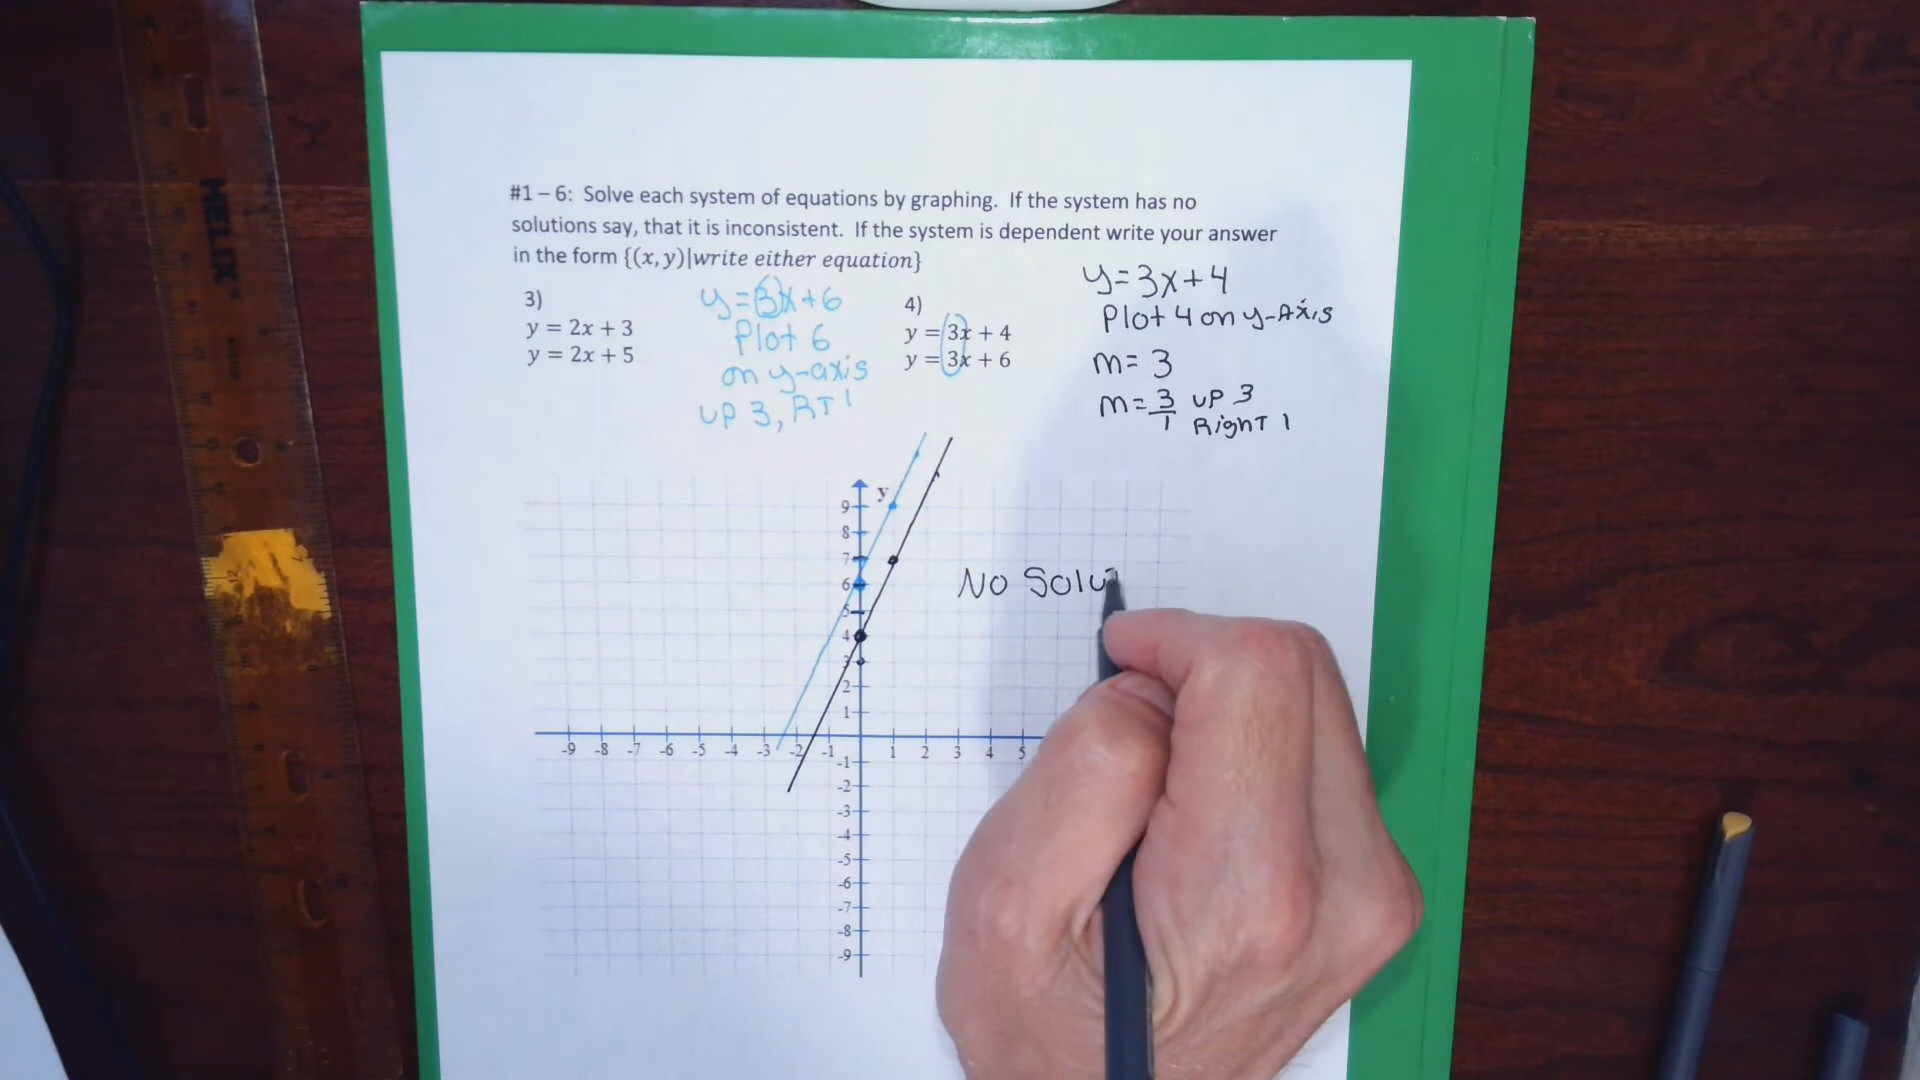 #1 – 6: Solve each system of equations by graphing. If the system has no
solutions say, that it is inconsistent. If the system is dependent write your answer
in the form {(x, y)|write either equation}
3)
y = 2x + 3
y = 2x + 5
y = 3x + 6
Plot 6
on y-axis
up 3, RT 1
4)
y = 3x + 4
y = 3x + 6
y = 3x + 4
Plot 4 on y-Axis
m = 3
m = 3/1 up 3
Right 1
y
9
8
7
6
5
4
3
2
1
-9 -8 -7 -6 -5 -4 -3 -2 -1 1 2 3 4 5
-1
-2
-3
-4
-5
-6
-7
-8
-9
No Solu
HELIX